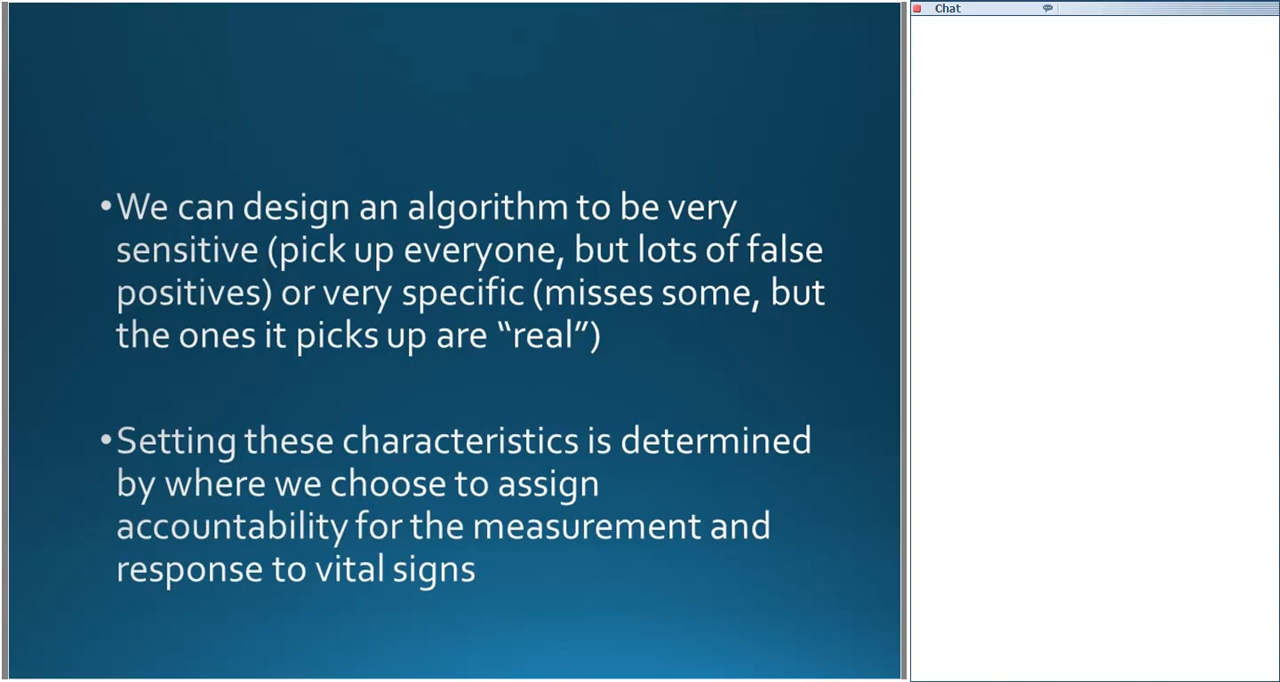 Chat
•We can design an algorithm to be very
sensitive (pick up everyone, but lots of false
positives) or very specific (misses some, but
the ones it picks up are “real”)
•Setting these characteristics is determined
by where we choose to assign
accountability for the measurement and
response to vital signs